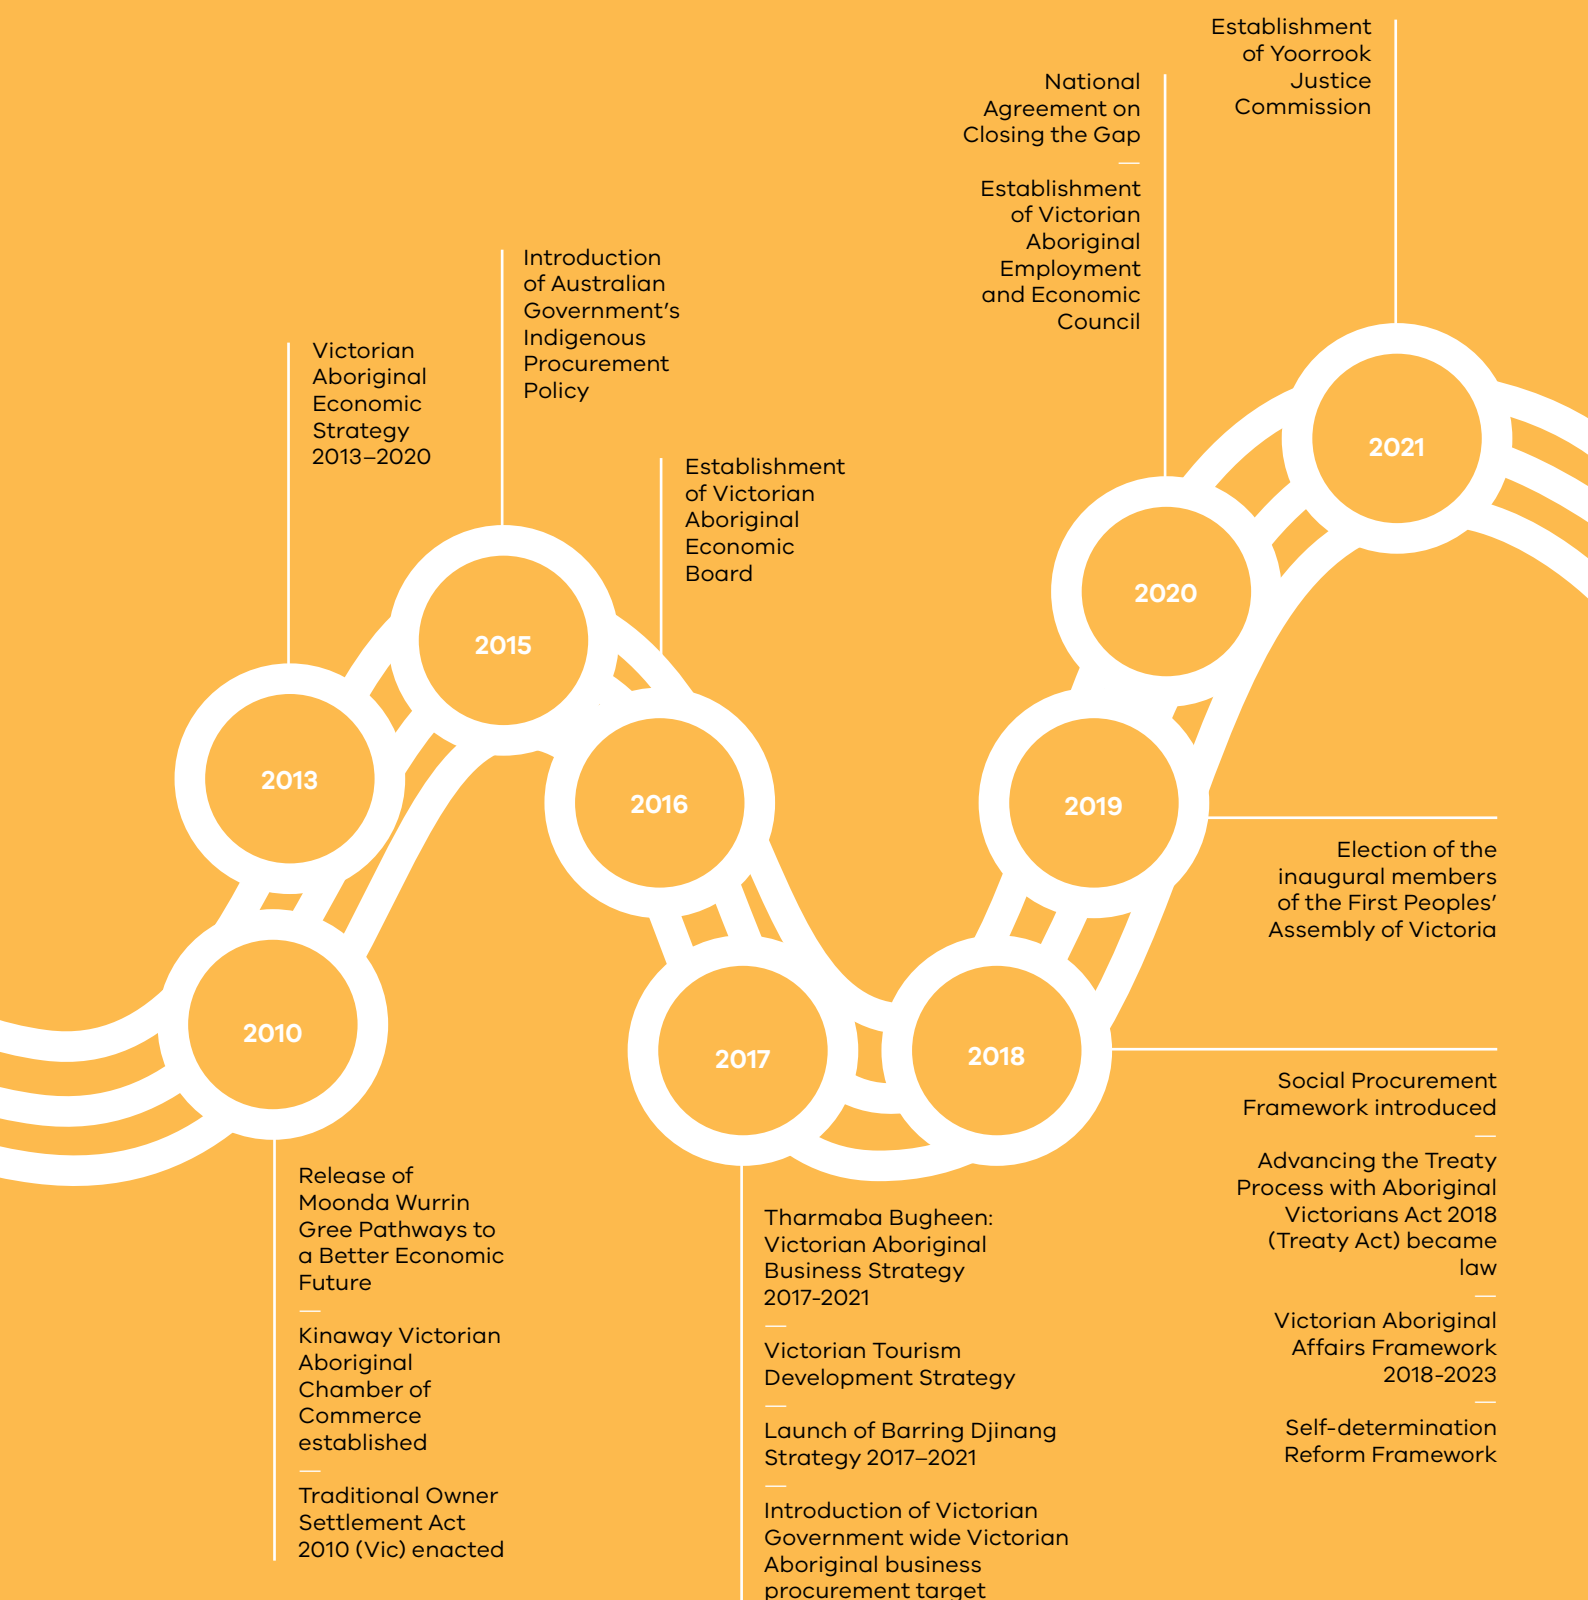 Establishment
of Yoorrook
Justice
Commission
National
Agreement on
Closing the Gap
—
Establishment
of Victorian
Aboriginal
Employment
and Economic
Council
Introduction
of Australian
Government’s
Indigenous
Procurement
Policy
Victorian
Aboriginal
Economic
Strategy
2013–2020
Establishment
of Victorian
Aboriginal
Economic
Board
2021
2020
2015
2013
2016
2019
Election of the
inaugural members
of the First Peoples’
Assembly of Victoria
2010
2017
2018
Release of
Moonda Wurrin
Gree Pathways to
a Better Economic
Future
—
Kinaway Victorian
Aboriginal
Chamber of
Commerce
established
—
Traditional Owner
Settlement Act
2010 (Vic) enacted
Tharmaba Bugheen:
Victorian Aboriginal
Business Strategy
2017-2021
—
Victorian Tourism
Development Strategy
—
Launch of Barring Djinang
Strategy 2017–2021
—
Introduction of Victorian
Government wide Victorian
Aboriginal business
procurement target
Social Procurement
Framework introduced
—
Advancing the Treaty
Process with Aboriginal
Victorians Act 2018
(Treaty Act) became
law
—
Victorian Aboriginal
Affairs Framework
2018-2023
—
Self-determination
Reform Framework